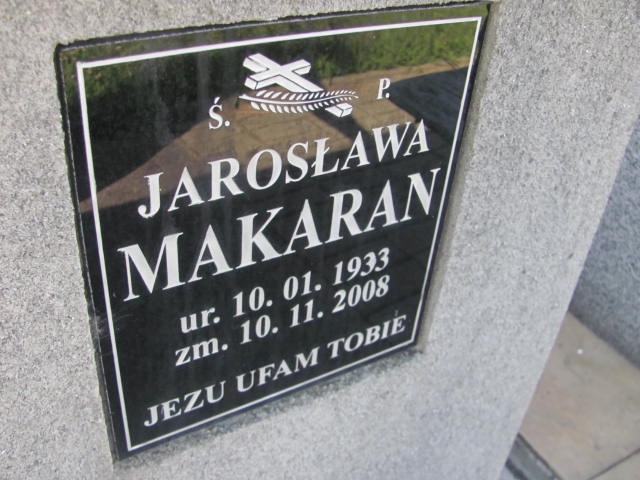 Ś. P.
JAROSŁAWA
MAKARAN
ur. 10. 01. 1933
zm. 10. 11. 2008
JEZU UFAM TOBIE